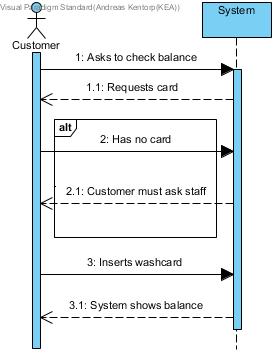 Visual Paradigm Standard(Andreas Kentorp(KEA))
System
Customer
1: Asks to check balance
1.1: Requests card
alt
2: Has no card
2.1: Customer must ask staff
3: Inserts washcard
3.1: System shows balance